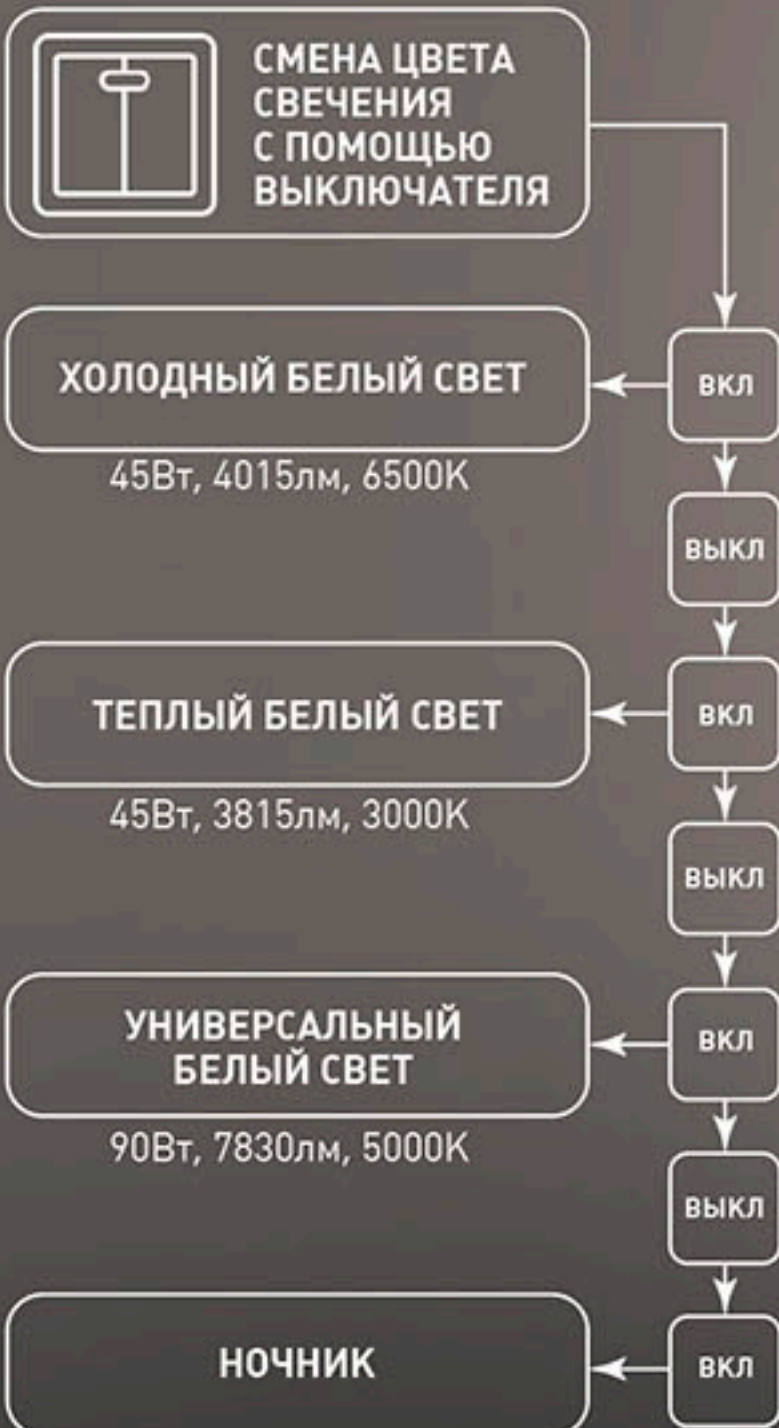 СМЕНА ЦВЕТА
СВЕЧЕНИЯ
С ПОМОЩЬЮ
ВЫКЛЮЧАТЕЛЯ
ХОЛОДНЫЙ БЕЛЫЙ СВЕТ
ВКЛ
45Вт, 4015лм, 6500К
ВЫКЛ
ТЕПЛЫЙ БЕЛЫЙ СВЕТ
ВКЛ
45Вт, 3815лм, 3000К
ВЫКЛ
УНИВЕРСАЛЬНЫЙ
БЕЛЫЙ СВЕТ
ВКЛ
90Вт, 7830лм, 5000К
ВЫКЛ
НОЧНИК
ВКЛ